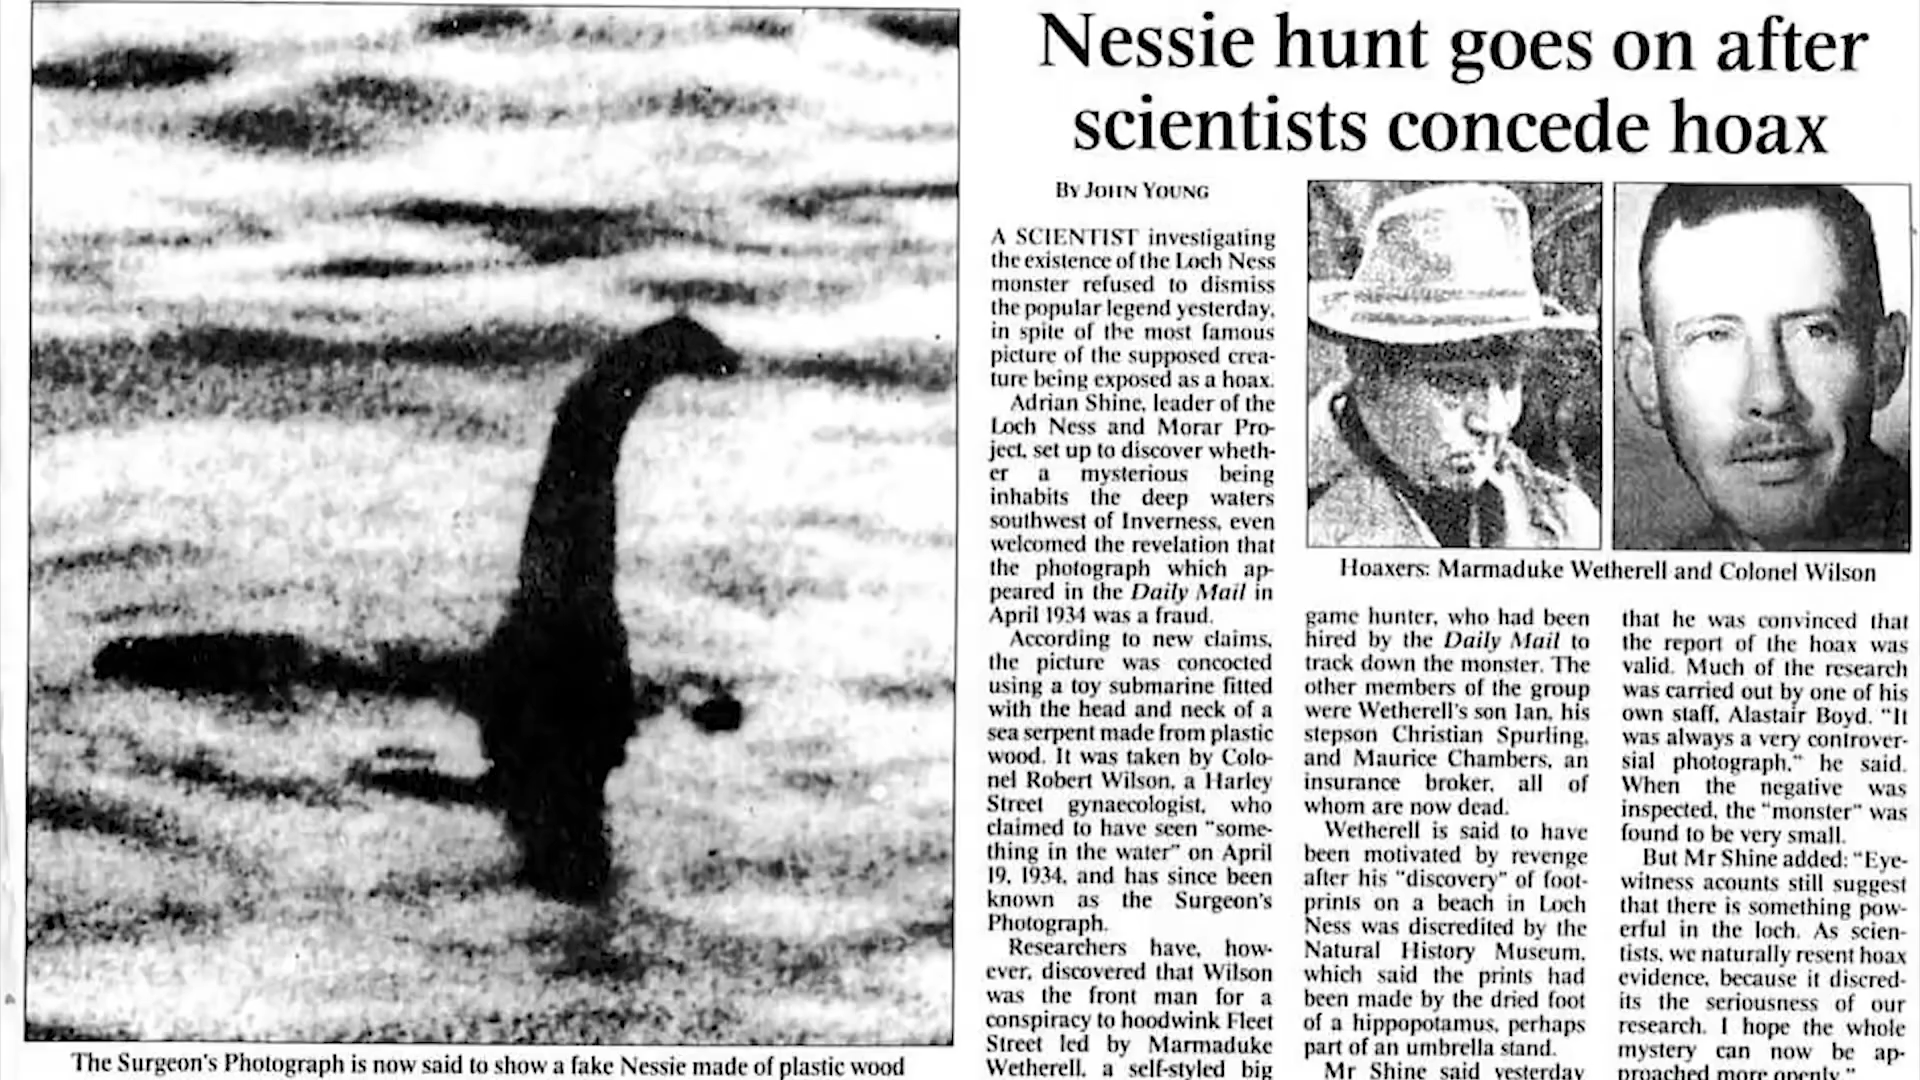 Nessie hunt goes on after
scientists concede hoax
BY JOHN YOUNG
A SCIENTIST investigating
the existence of the Loch Ness
monster refused to dismiss
the popular legend yesterday,
in spite of the most famous
picture of the supposed crea-
ture being exposed as a hoax.
Adrian Shine, leader of the
Loch Ness and Morar Pro-
ject, set up to discover wheth-
er a mysterious being
inhabits the deep waters
southwest of Inverness, even
welcomed the revelation that
the photograph which ap-
peared in the Daily Mail in
April 1934 was a fraud.
According to new claims,
the picture was concocted
using a toy submarine fitted
with the head and neck of a
sea serpent made from plastic
wood. It was taken by Colo-
nel Robert Wilson, a Harley
Street gynaecologist, who
claimed to have seen "some-
thing in the water" on April
19, 1934, and has since been
known as the Surgeon's
Photograph.
Researchers have, how-
ever, discovered that Wilson
was the front man for a
conspiracy to hoodwink Fleet
Street led by Marmaduke
Wetherell, a self-styled big
Hoaxers: Marmaduke Wetherell and Colonel Wilson
game hunter, who had been
hired by the Daily Mail to
track down the monster. The
other members of the group
were Wetherell's son Ian, his
stepson Christian Spurling,
and Maurice Chambers, an
insurance broker, all of
whom are now dead.
Wetherell is said to have
been motivated by revenge
after his "discovery" of foot-
prints on a beach in Loch
Ness was discredited by the
Natural History Museum,
which said the prints had
been made by the dried foot
of a hippopotamus, perhaps
part of an umbrella stand.
Mr Shine said yesterday
that he was convinced that
the report of the hoax was
valid. Much of the research
was carried out by one of his
own staff, Alastair Boyd. "It
was always a very controver-
sial photograph," he said.
When the negative was
inspected, the "monster" was
found to be very small.
But Mr Shine added: "Eye-
witness acounts still suggest
that there is something pow-
erful in the loch. As scien-
tists, we naturally resent hoax
evidence, because it discred-
its the seriousness of our
research. I hope the whole
mystery can now be ap-
proached more openly."
The Surgeon's Photograph is now said to show a fake Nessie made of plastic wood